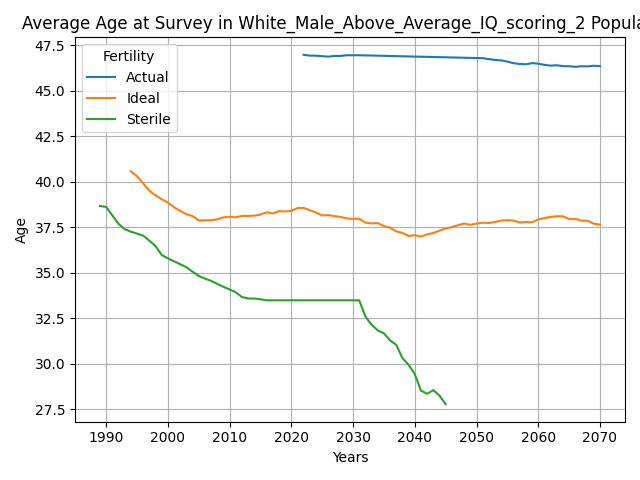 Average Age at Survey in White_Male_Above_Average_IQ_scoring_2 Popula
Fertility
Actual
Ideal
Sterile
47.5
45.0
42.5
40.0
37.5
35.0
32.5
30.0
27.5
Age
1990 2000 2010 2020 2030 2040 2050 2060 2070
Years